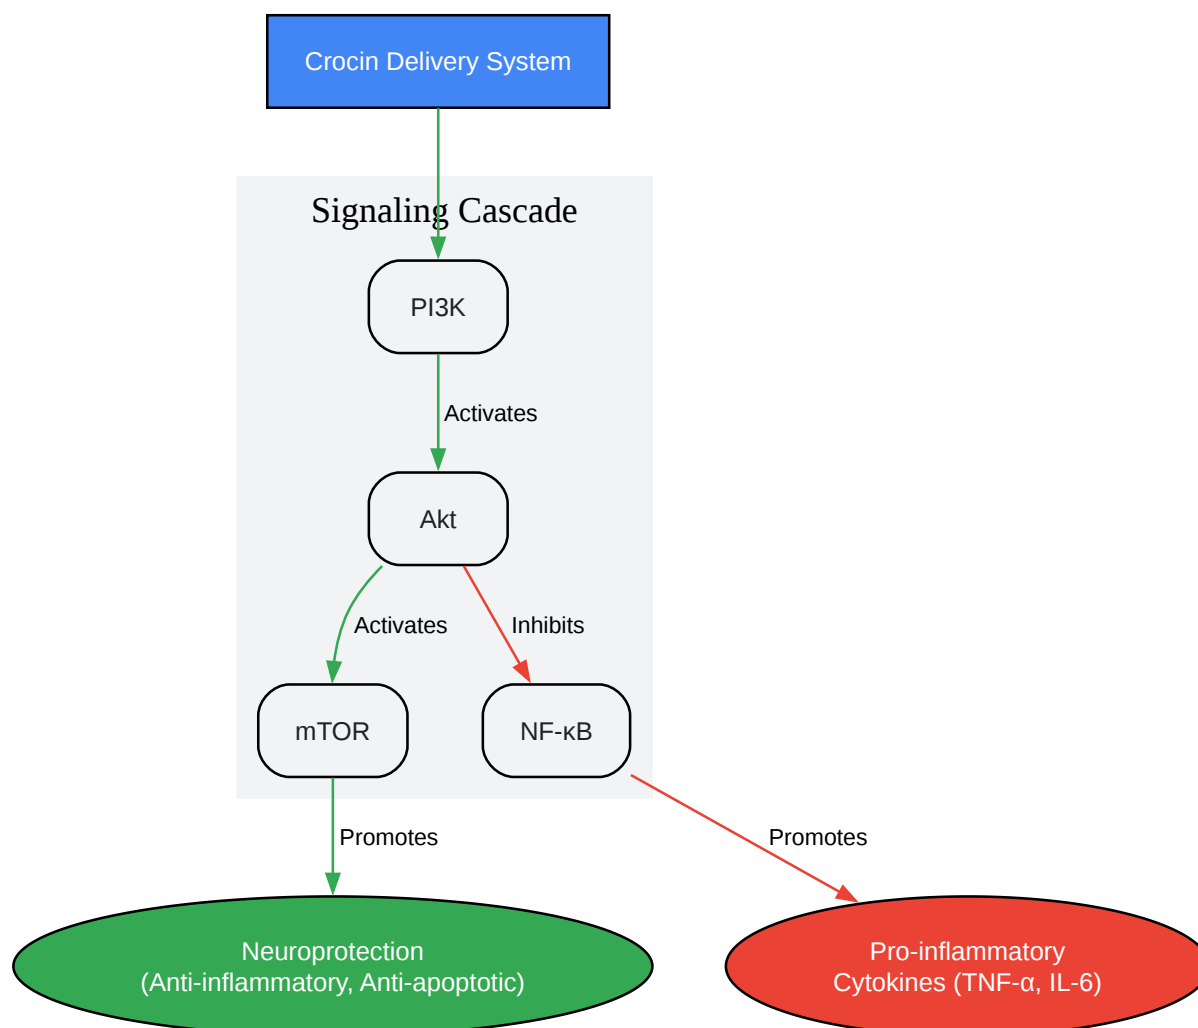 Crocin Delivery System
Signaling Cascade
PI3K
Activates
Akt
Activates
Inhibits
mTOR
NF-κB
Promotes
Promotes
Neuroprotection
(Anti-inflammatory, Anti-apoptotic)
Pro-inflammatory
Cytokines (TNF-α, IL-6)